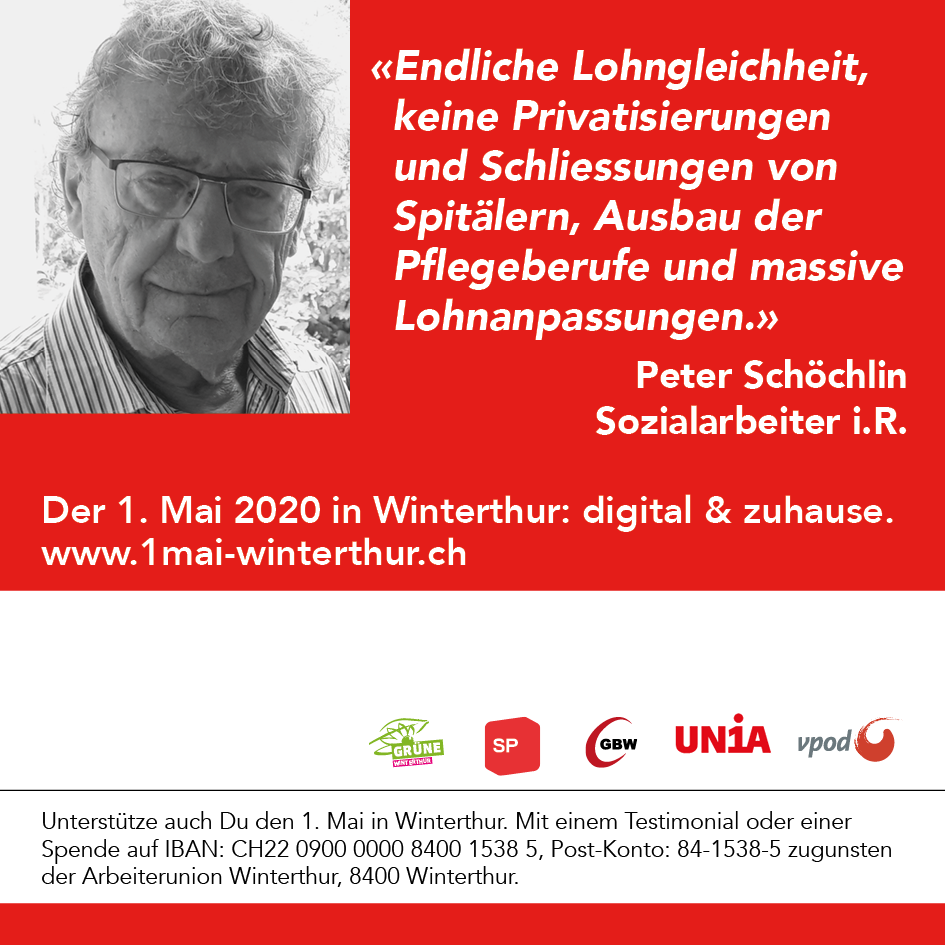 «Endliche Lohngleichheit,
keine Privatisierungen
und Schliessungen von
Spitälern, Ausbau der
Pflegeberufe und massive
Lohnanpassungen.»
Peter Schöchlin
Sozialarbeiter i.R.
Der 1. Mai 2020 in Winterthur: digital & zuhause.
www.1mai-winterthur.ch
GRÜNE
WINTERTHUR
SP
GBW
UNiA
vpod
Unterstütze auch Du den 1. Mai in Winterthur. Mit einem Testimonial oder einer
Spende auf IBAN: CH22 0900 0000 8400 1538 5, Post-Konto: 84-1538-5 zugunsten
der Arbeiterunion Winterthur, 8400 Winterthur.